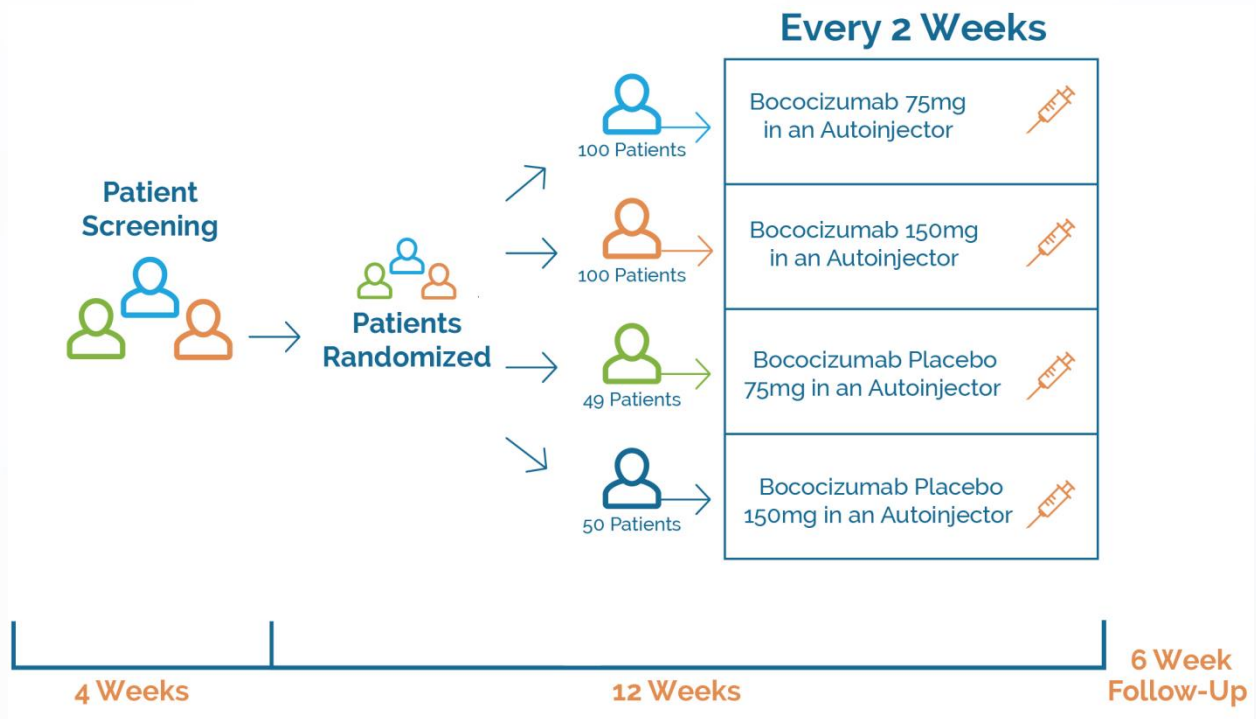 Every 2 Weeks
Patient
Screening
Patients
Randomized
100 Patients
Bococizumab 75mg
in an Autoinjector
100 Patients
Bococizumab 150mg
in an Autoinjector
49 Patients
Bococizumab Placebo
75mg in an Autoinjector
50 Patients
Bococizumab Placebo
150mg in an Autoinjector
4 Weeks
12 Weeks
6 Week
Follow-Up